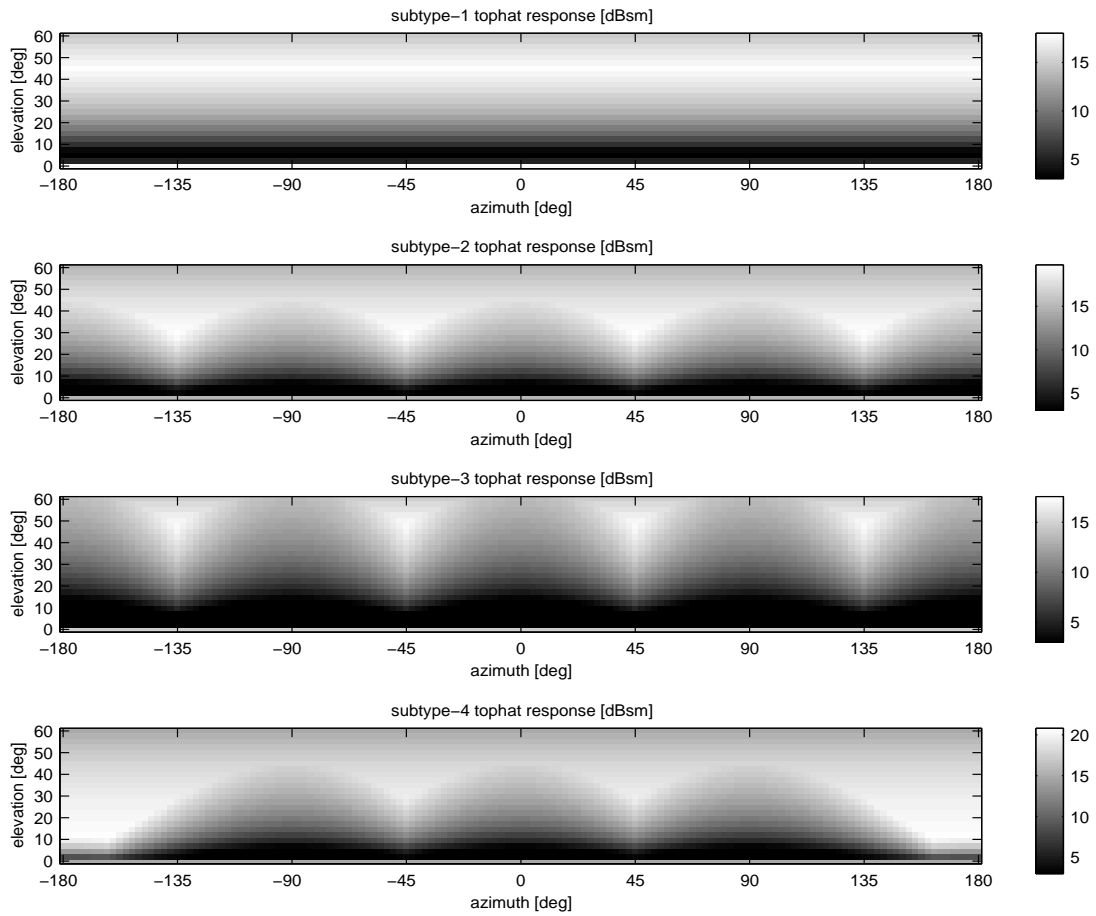 subtype−1 tophat response [dBsm]
60
50
40
30
20
10
0
elevation [deg]
−180 −135 −90 −45 0 45 90 135 180
azimuth [deg]
15
10
5
subtype−2 tophat response [dBsm]
60
50
40
30
20
10
0
elevation [deg]
−180 −135 −90 −45 0 45 90 135 180
azimuth [deg]
15
10
5
subtype−3 tophat response [dBsm]
60
50
40
30
20
10
0
elevation [deg]
−180 −135 −90 −45 0 45 90 135 180
azimuth [deg]
15
10
5
subtype−4 tophat response [dBsm]
60
50
40
30
20
10
0
elevation [deg]
−180 −135 −90 −45 0 45 90 135 180
azimuth [deg]
20
15
10
5